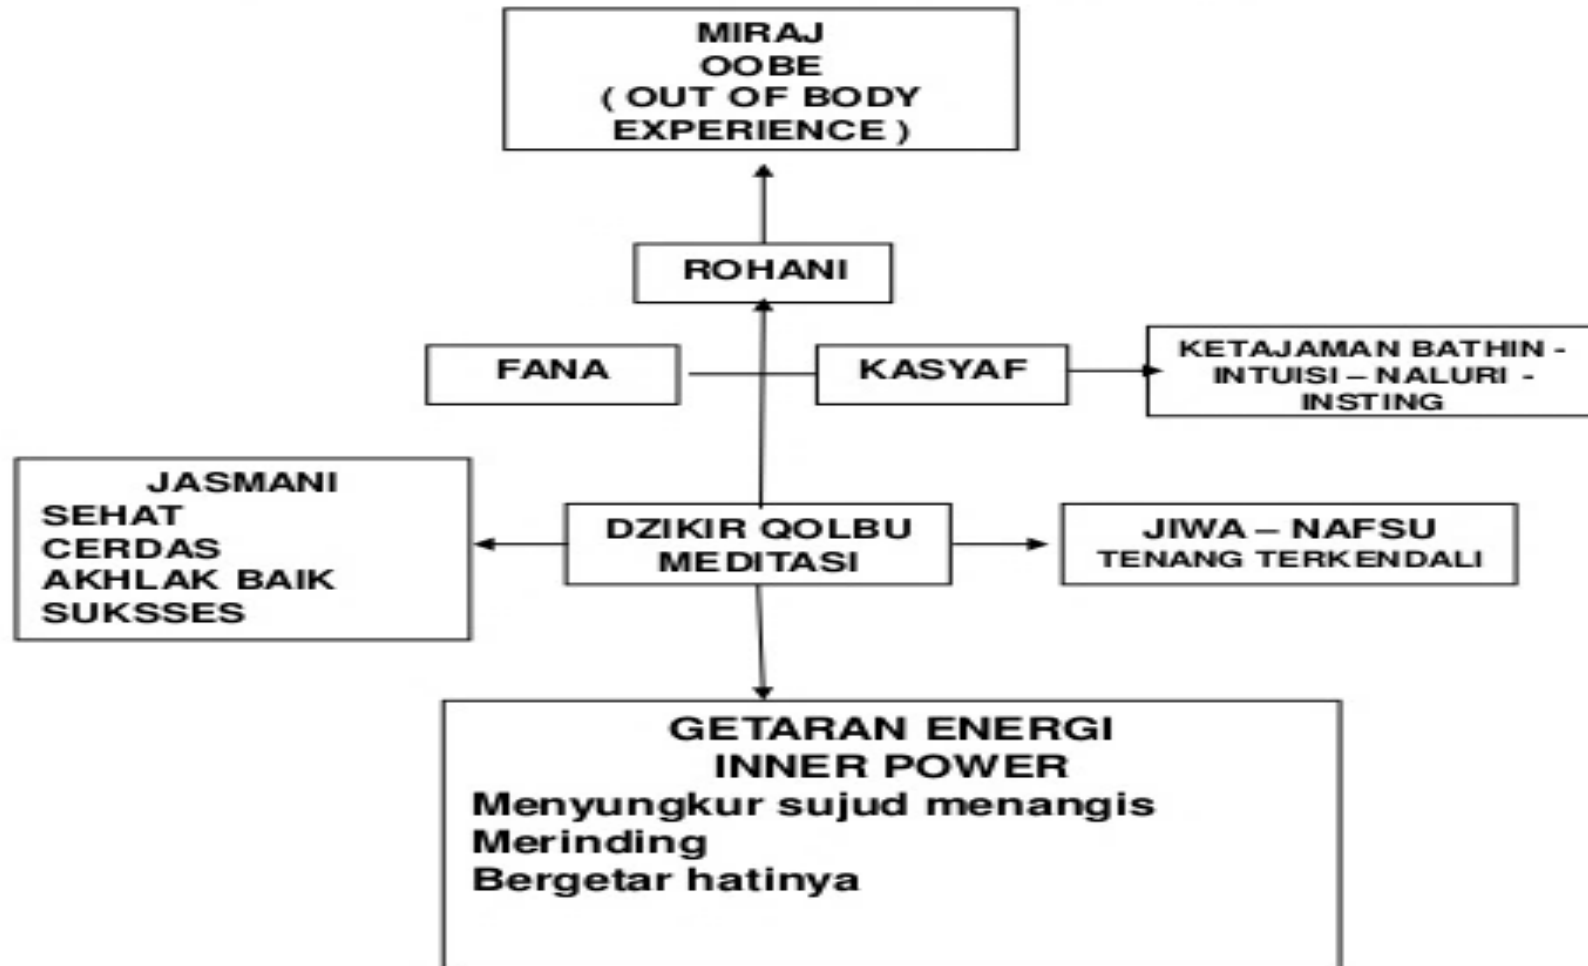 MIRAJ
OOBE
( OUT OF BODY
EXPERIENCE )
ROHANI
FANA
KASYAF
KETAJAMAN BATHIN -
INTUISI – NALURI -
INSTING
JASMANI
SEHAT
CERDAS
AKHLAK BAIK
SUKSSES
DZIKIR QOLBU
MEDITASI
JIWA – NAFSU
TENANG TERKENDALI
GETARAN ENERGI
INNER POWER
Menyungkur sujud menangis
Merinding
Bergetar hatinya